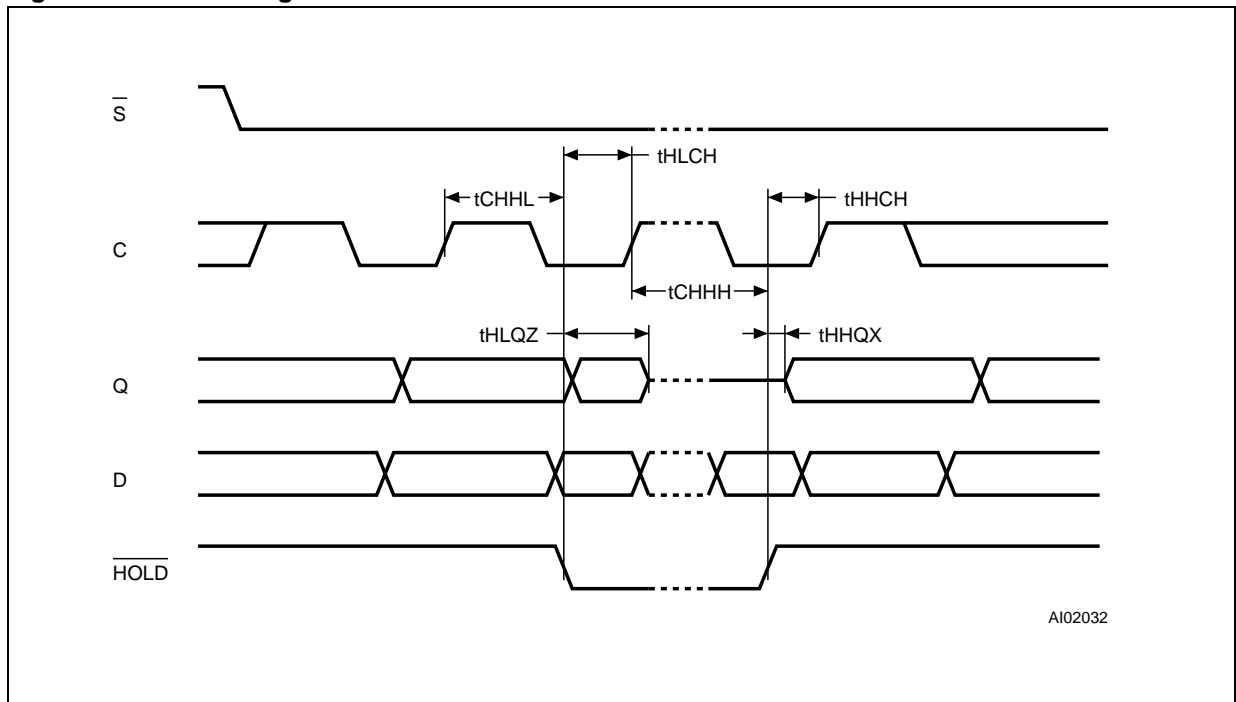 S
tHLCH
tCHHL
tHHCH
C
tCHHH
tHLQZ
tHHQX
Q
D
HOLD
AI02032